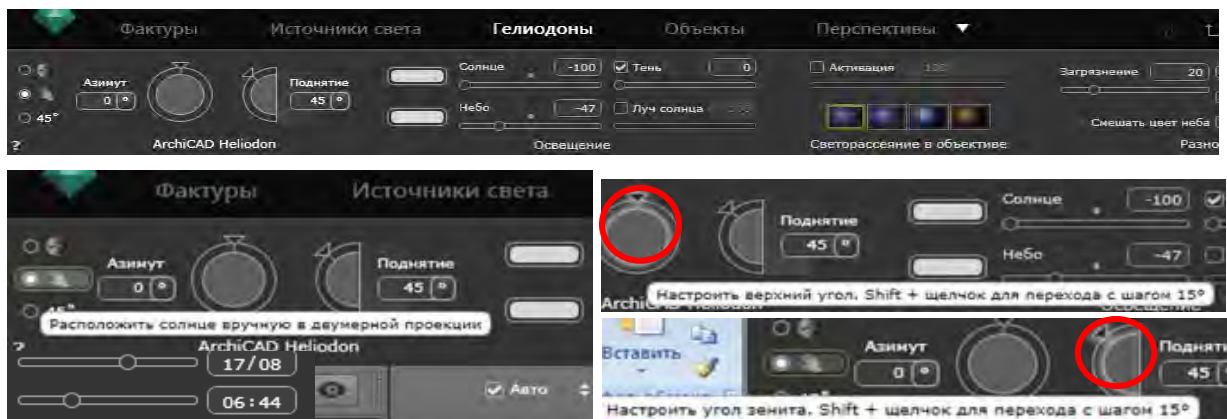 Фактуры Источники света Гелиодоны Объекты Перспективы
Азимут Поднятие Солнце -100 Тень 0 Активация Загрязнение 20
0 ° 45 °
45° Небо -47 Луч солнца Смешать цвет неба
? ArchiCAD Heliodon Освещение Светорассеяние в объективе Разно
Фактуры Источники света
Азимут Поднятие
0 ° 45 °
Расположить солнце вручную в двумерной проекции
? ArchiCAD Heliodon
17/08
Авто
06:44
Солнце -100
Поднятие
45 °
Небо -47
Настроить верхний угол. Shift + щелчок для перехода с шагом 15°
Вставить Азимут Поднят
0 ° 45 °
Настроить угол зенита. Shift + щелчок для перехода с шагом 15°